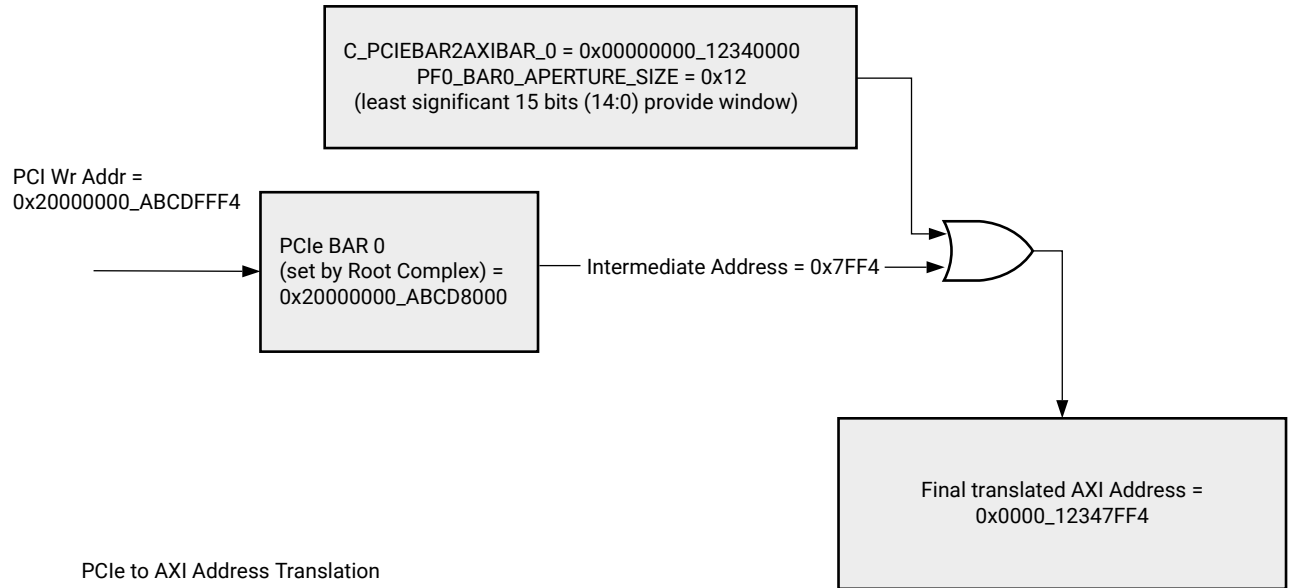 C_PCIEBAR2AXIBAR_0 = 0x00000000_12340000
PF0_BAR0_APERTURE_SIZE = 0x12
(least significant 15 bits (14:0) provide window)
PCI Wr Addr =
0x20000000_ABCDFFF4
PCIe BAR 0
(set by Root Complex) =
0x20000000_ABCD8000
Intermediate Address = 0x7FF4
Final translated AXI Address =
0x0000_12347FF4
PCIe to AXI Address Translation